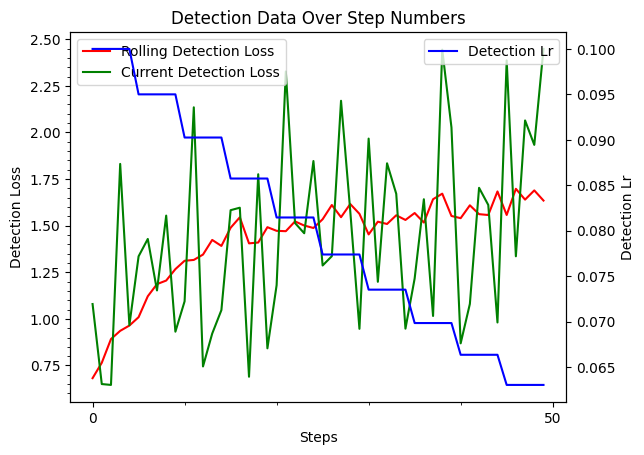 Detection Data Over Step Numbers
Rolling Detection Loss
Current Detection Loss
Detection Lr
2.50
2.25
2.00
1.75
1.50
1.25
1.00
0.75
Detection Loss
0.100
0.095
0.090
0.085
0.080
0.075
0.070
0.065
Detection Lr
0
50
Steps